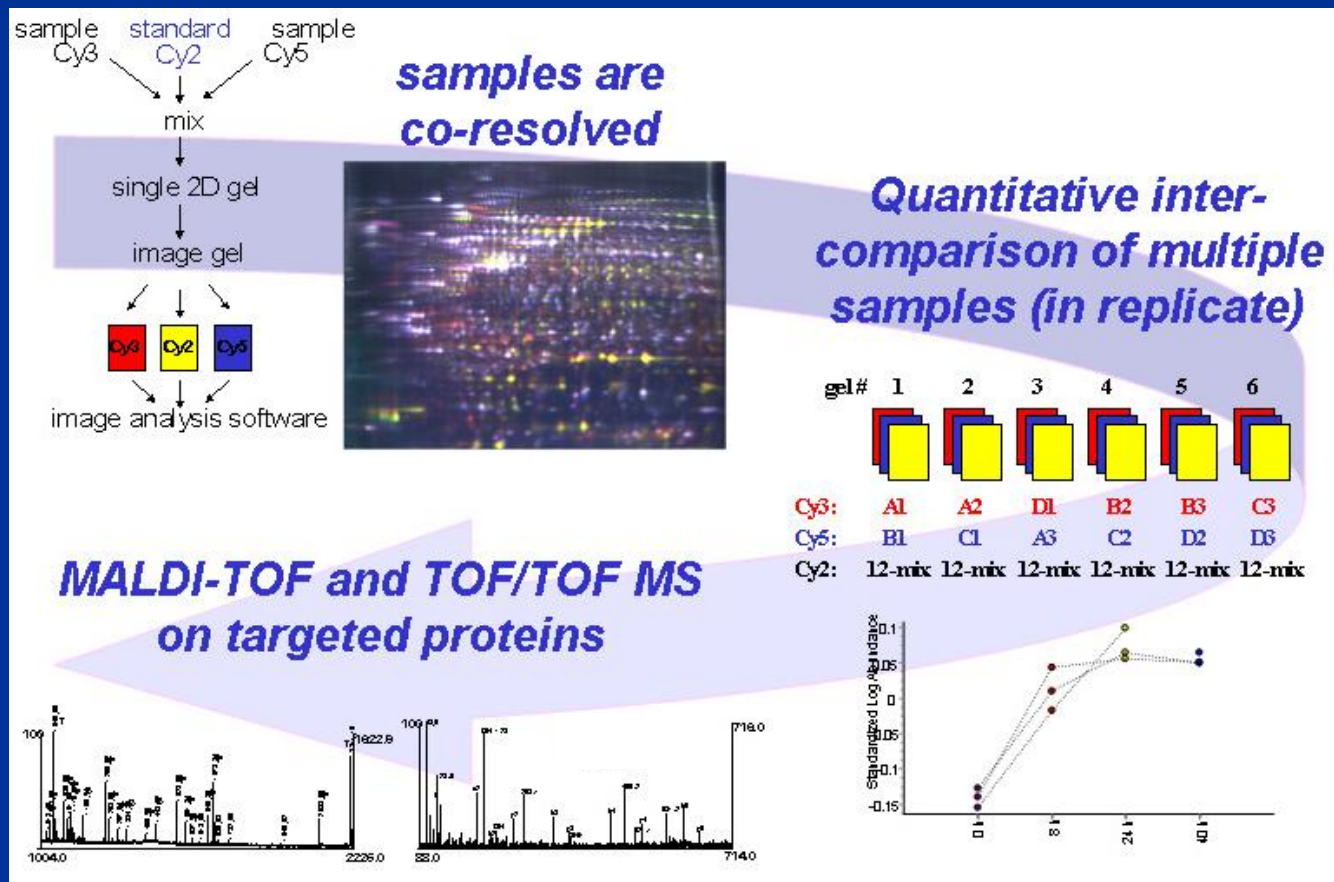 sample standard sample
Cy3 Cy2 Cy5
mix
single 2D gel
image gel
Cy3 Cy2 Cy5
image analysis software
samples are
co-resolved
Quantitative inter-
comparison of multiple
samples (in replicate)
gel# 1 2 3 4 5 6
Cy3: A1 A2 D1 B2 B3 C3
Cy5: B1 C1 A3 C2 D2 D3
Cy2: 12-mix 12-mix 12-mix 12-mix 12-mix 12-mix
MALDI-TOF and TOF/TOF MS
on targeted proteins
Standardized Log Abundance
0.1
0.05
0
-0.05
-0.1
-0.15
0 h
8 h
24 h
40 h
100
1622.8
1004.0 2226.0
100
716.0
88.0 714.0